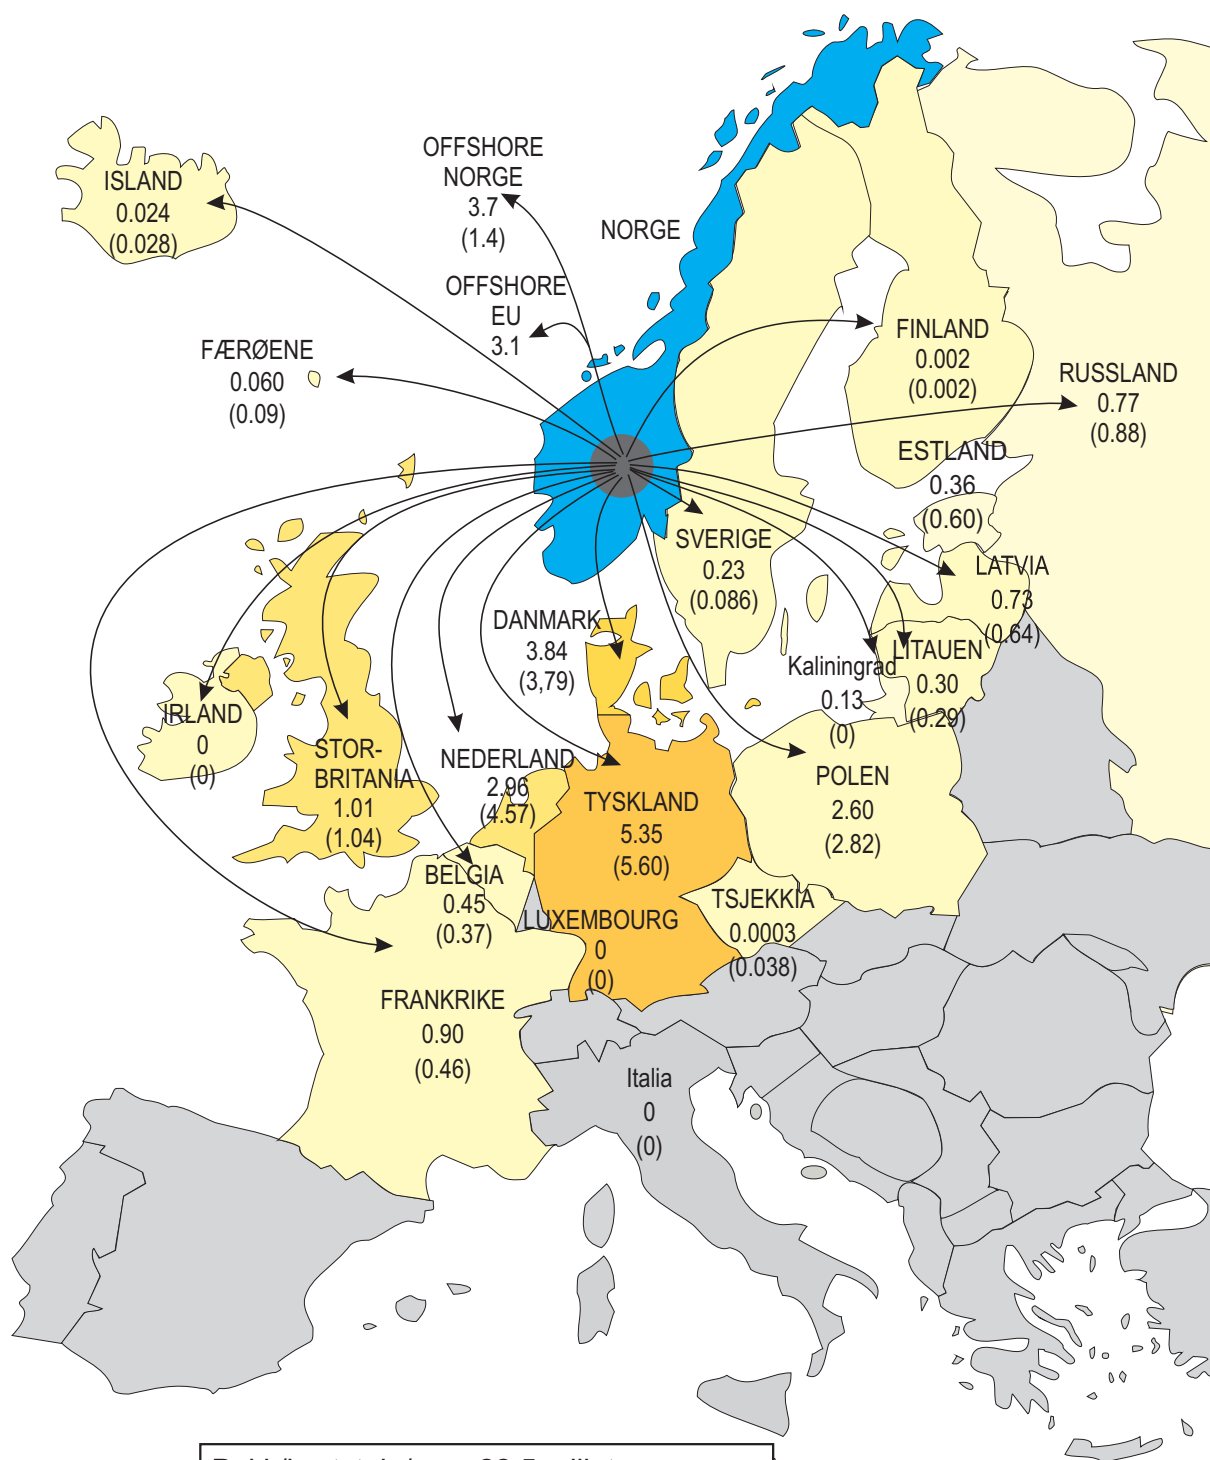 OFFSHORE
NORGE
3.7
(1.4)
ISLAND
0.024
(0.028)
NORGE
OFFSHORE
EU
3.1
FÆRØENE
0.060
(0.09)
FINLAND
0.002
(0.002)
RUSSLAND
0.77
(0.88)
ESTLAND
0.36
(0.60)
SVERIGE
0.23
(0.086)
LATVIA
0.73
(0.64)
DANMARK
3.84
(3,79)
Kaliningrad
0.13
(0)
LITAUEN
0.30
(0.29)
IRLAND
0
(0)
STOR-
BRITANIA
1.01
(1.04)
NEDERLAND
2.96
(4.57)
TYSKLAND
5.35
(5.60)
POLEN
2.60
(2.82)
BELGIA
0.45
(0.37)
LUXEMBOURG
0
(0)
TSJEKKIA
0.0003
(0.038)
FRANKRIKE
0.90
(0.46)
Italia
0
(0)